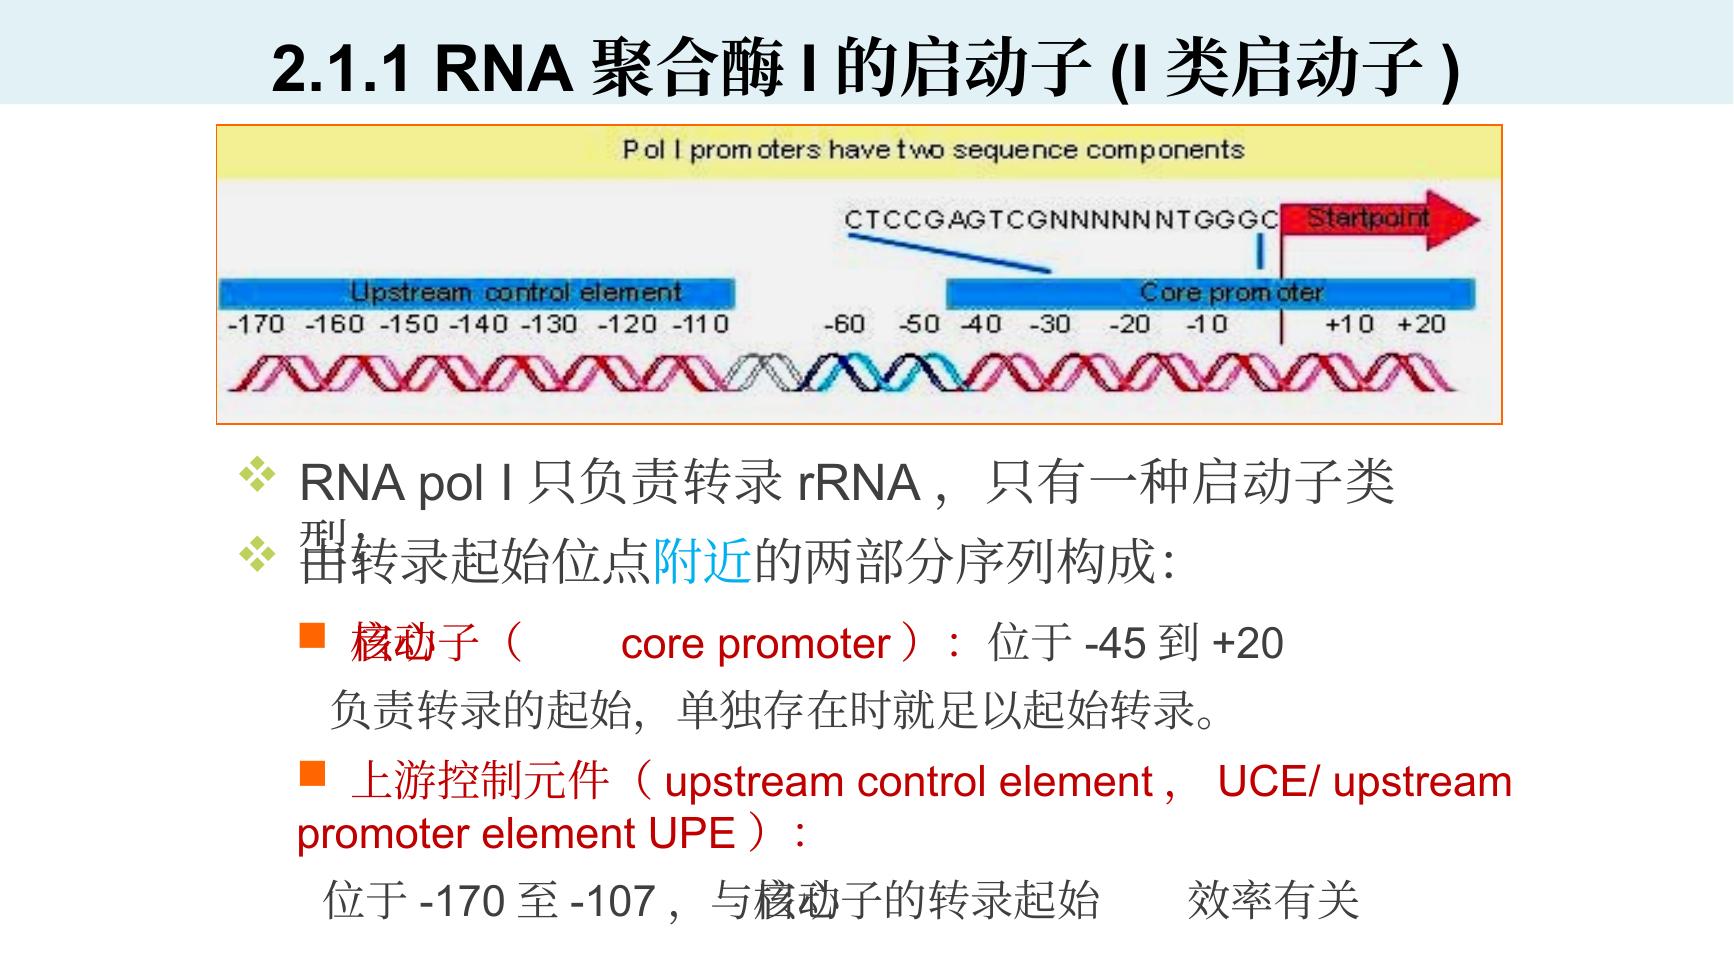 2.1.1 RNA 聚合酶 I 的启动子 (I 类启动子 )
Pol I promoters have two sequence components
CTCCGAGTCGNNNNNNTGGGC Startpoint
Upstream control element Core promoter
-170 -160 -150 -140 -130 -120 -110 -60 -50 -40 -30 -20 -10 +10 +20
RNA pol I 只负责转录 rRNA ，只有一种启动子类
型；
由转录起始位点附近的两部分序列构成：
核心启动子（ core promoter ）：位于 -45 到 +20
负责转录的起始，单独存在时就足以起始转录。
上游控制元件（ upstream control element ， UCE/ upstream
promoter element UPE ）：
位于 -170 至 -107 ，与核心启动子的转录起始 效率有关